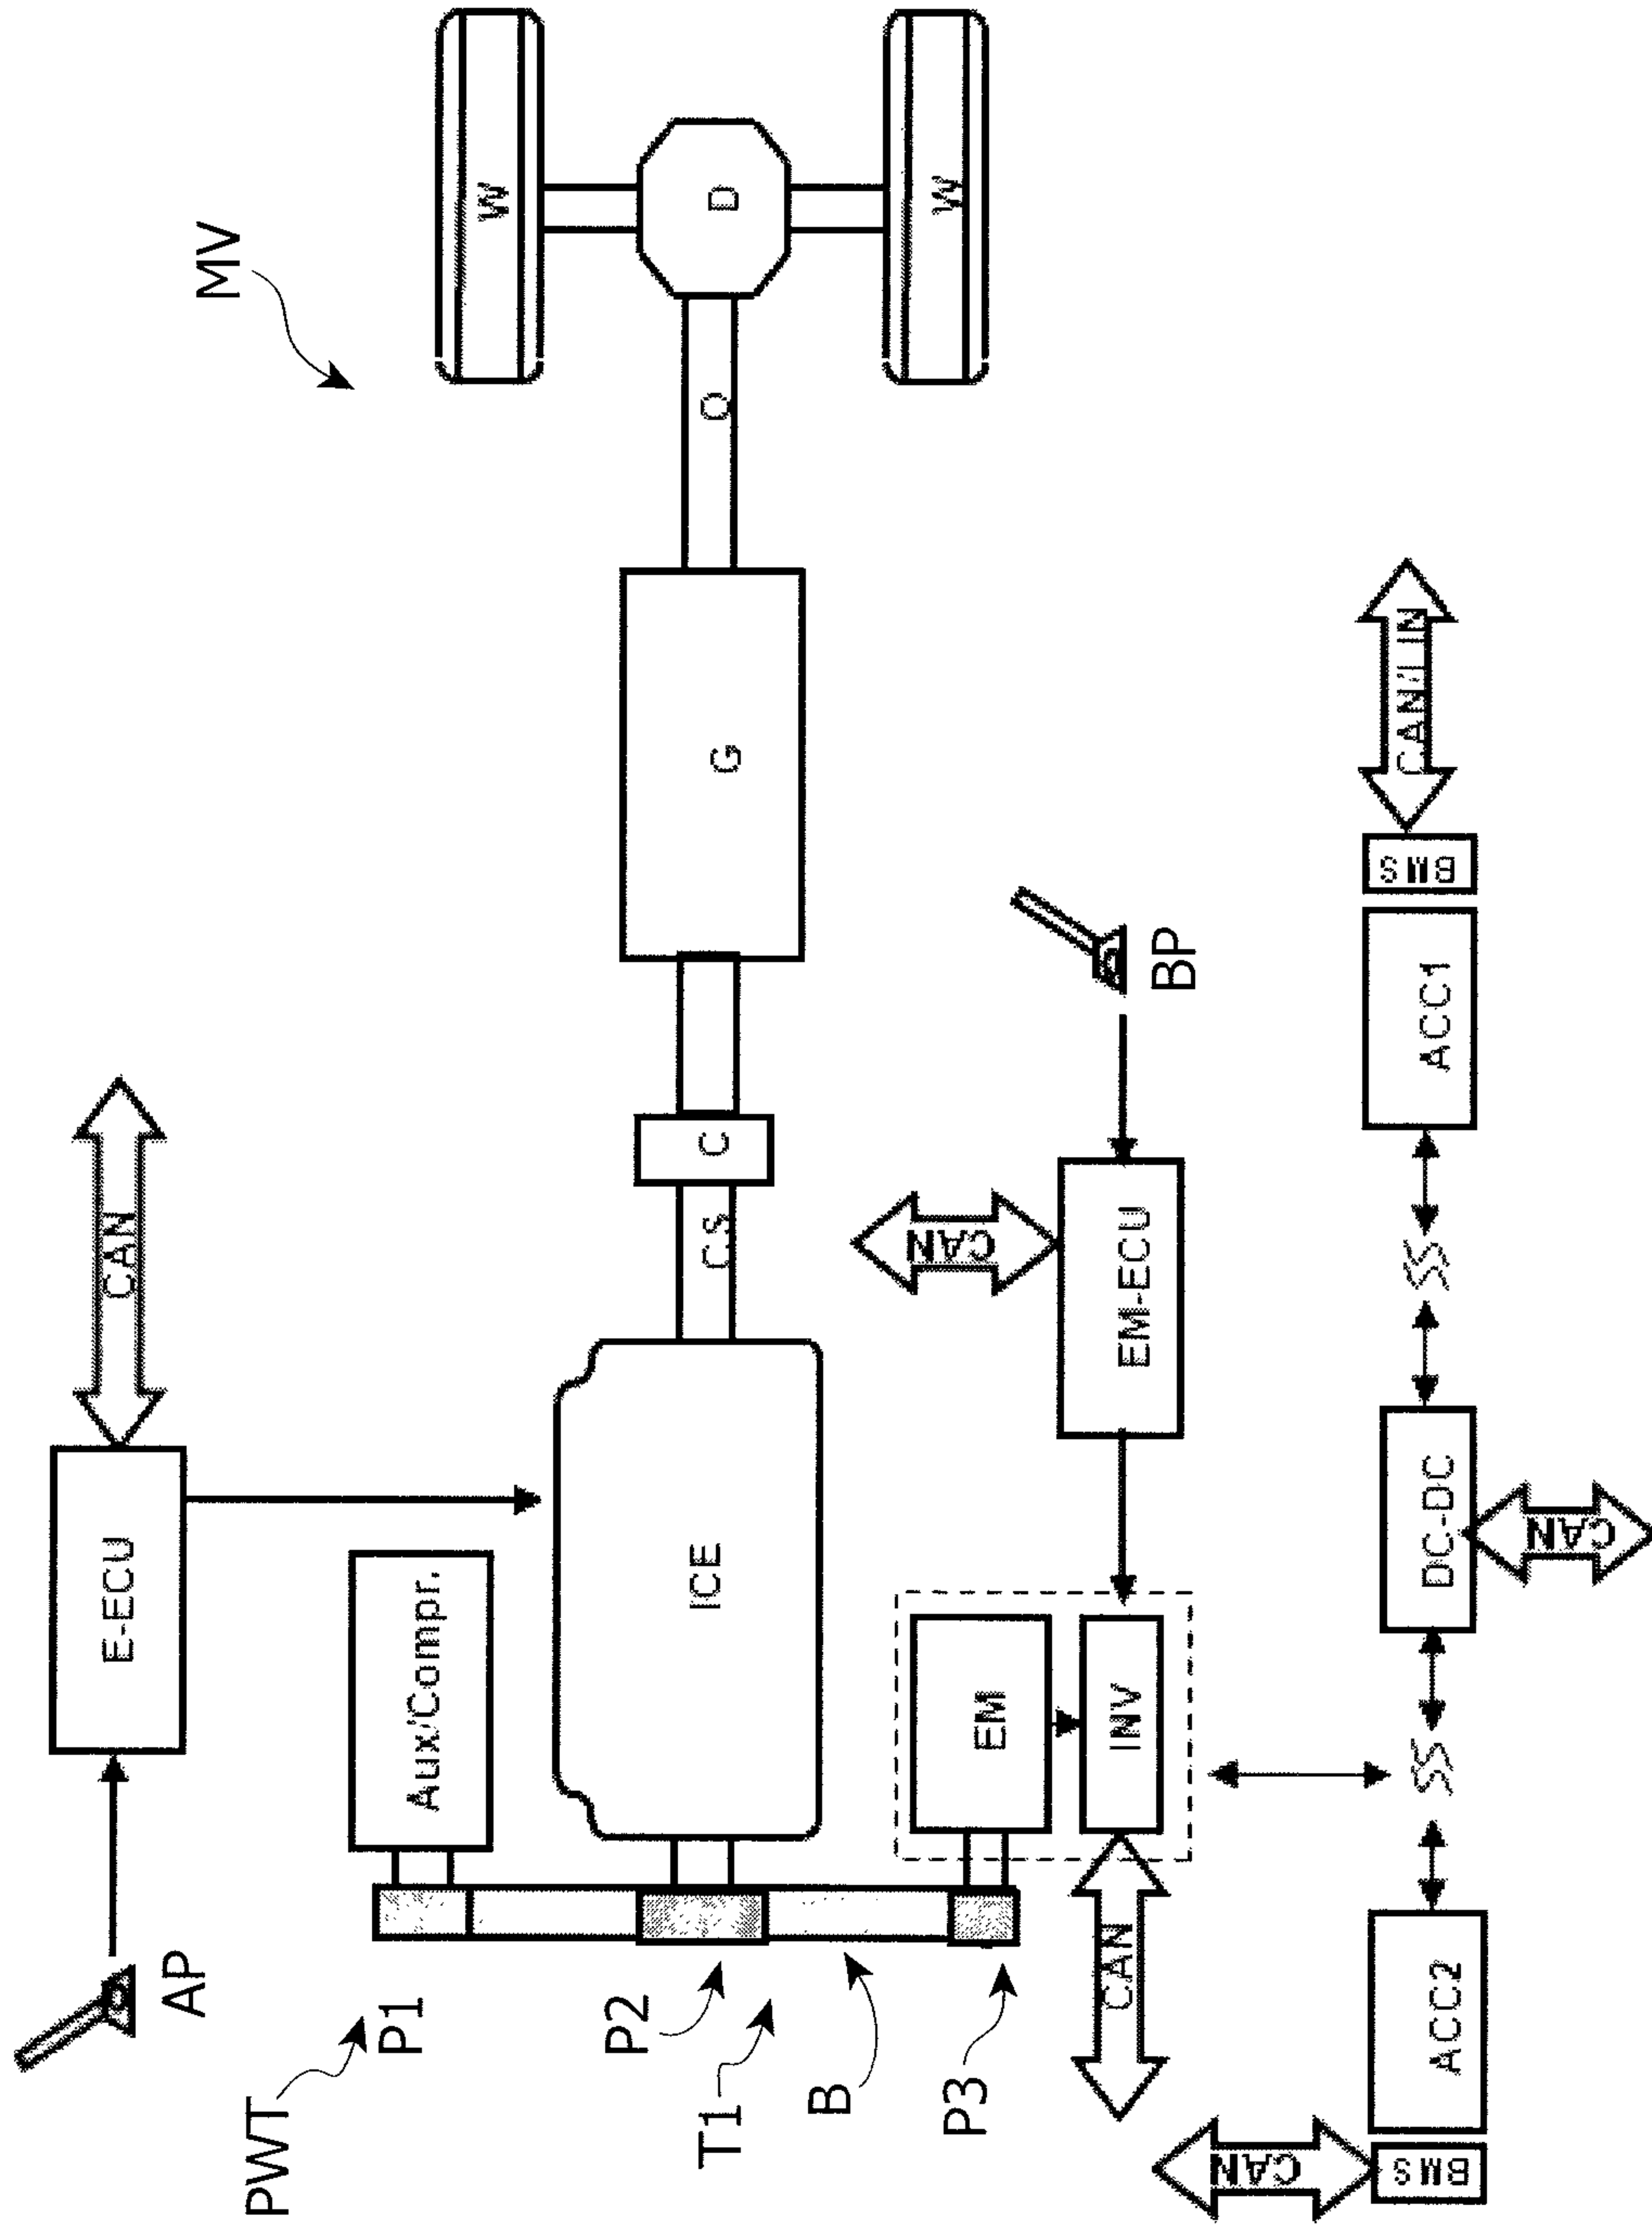 MV
W
W
D
O
G
C
CS
ICE
CAN
E-ECU
AP
Aux/Compr.
PWT
P1
P2
T1
B
P3
EM
INV
CAN
EM-ECU
CAN
BP
CAN/LIN
BMS
ACC1
DC-DC
CAN
ACC2
BMS
CAN